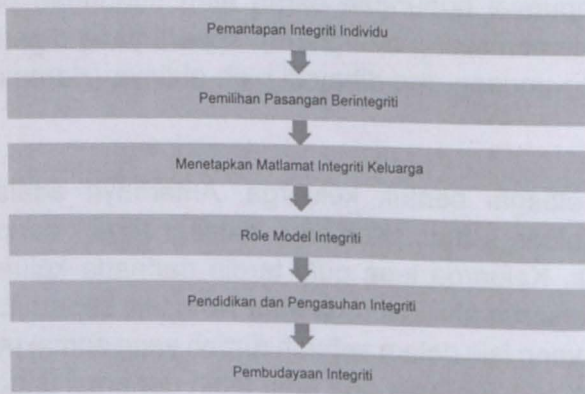 Pemantapan Integriti Individu
Pemilihan Pasangan Berintegriti
Menetapkan Matlamat Integriti Keluarga
Role Model Integriti
Pendidikan dan Pengasuhan Integriti
Pembudayaan Integriti